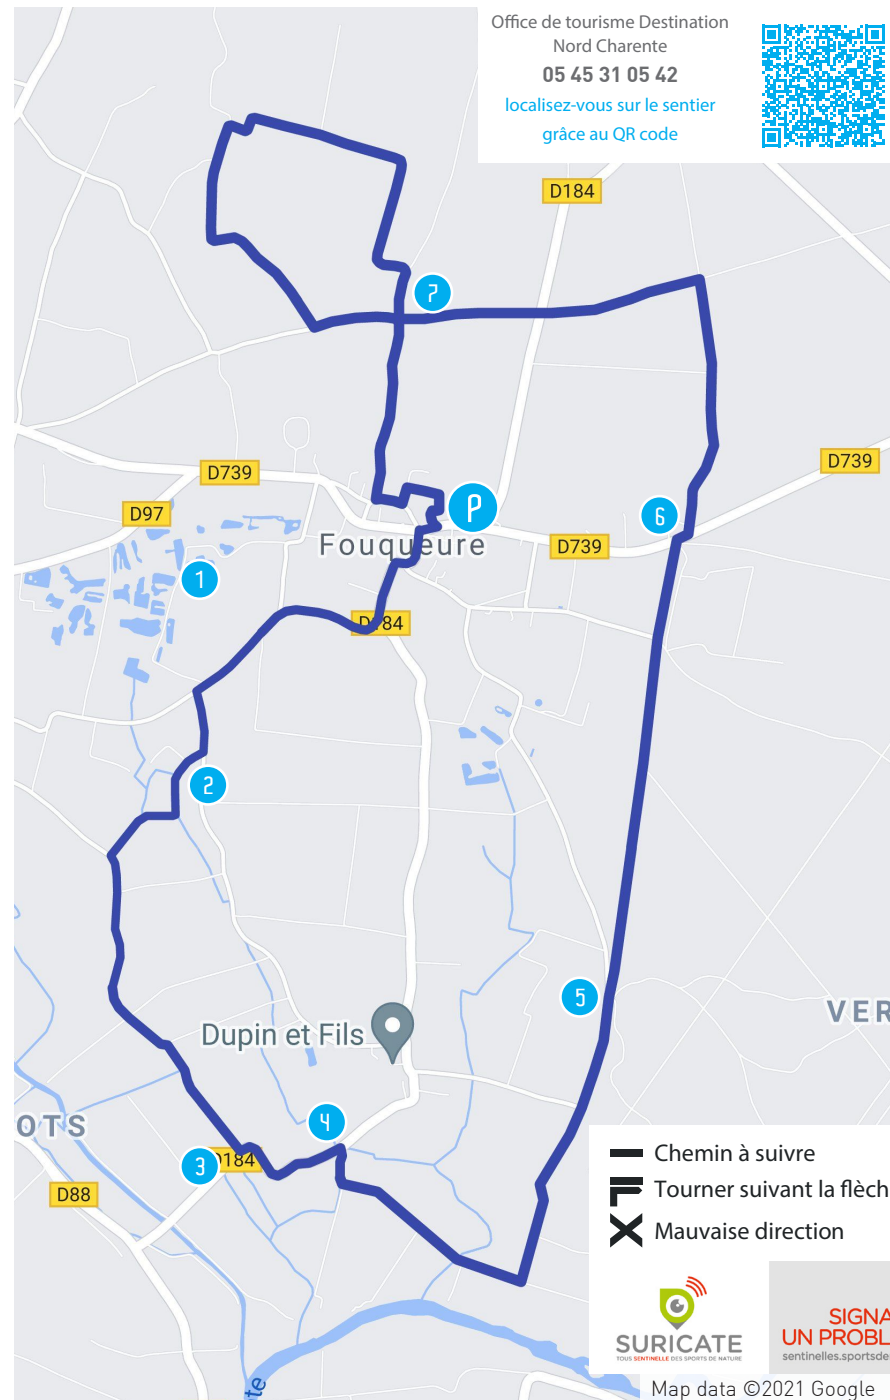 Office de tourisme Destination
Nord Charente
05 45 31 05 42
localisez-vous sur le sentier
grâce au QR code
D184
7
D739
D739
D97
P
6
Fouqueure
D739
1
D184
2
5
VER
Dupin et Fils
4
OTS
3
D184
D88
Chemin à suivre
Tourner suivant la flèch
Mauvaise direction
SURICATE
TOUS SENTINELLE DES SPORTS DE NATURE
SIGNA
UN PROBL
sentinelles.sportsde
te
Map data ©2021 Google